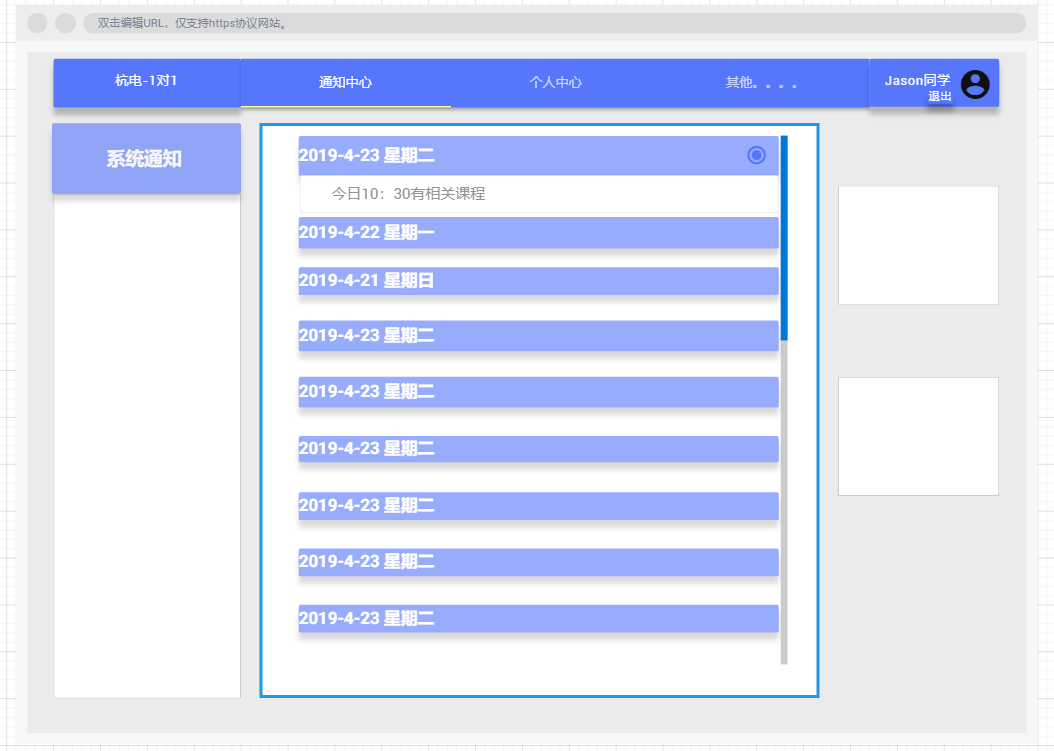 双击编辑URL，仅支持https协议网站。
杭电-1对1
通知中心
个人中心
其他。。。。
Jason同学
退出
系统通知
2019-4-23 星期二
今日10：30有相关课程
2019-4-22 星期一
2019-4-21 星期日
2019-4-23 星期二
2019-4-23 星期二
2019-4-23 星期二
2019-4-23 星期二
2019-4-23 星期二
2019-4-23 星期二